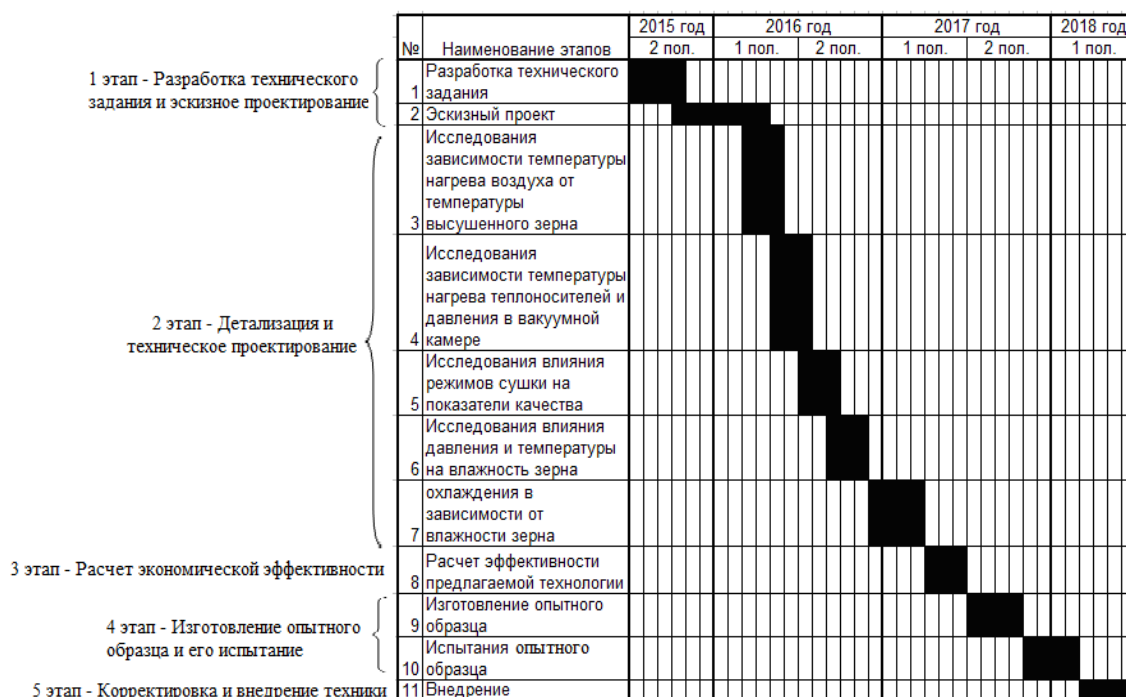 2015 год 2016 год 2017 год 2018 год
№ Наименование этапов 2 пол. 1 пол. 2 пол. 1 пол. 2 пол. 1 пол.
1 этап - Разработка технического
задания и эскизное проектирование
Разработка технического
1 задания
2 Эскизный проект
2 этап - Детализация и
техническое проектирование
Исследования
зависимости температуры
нагрева воздуха от
температуры
3 высушенного зерна
Исследования
зависимости температуры
нагрева теплоносителей и
давления в вакуумной
4 камере
Исследования влияния
режимов сушки на
5 показатели качества
Исследования влияния
давления и температуры
6 на влажность зерна
охлаждения в
зависимости от
7 влажности зерна
3 этап - Расчет экономической эффективности
Расчет эффективности
8 предлагаемой технологии
4 этап - Изготовление опытного
образца и его испытание
Изготовление опытного
9 образца
Испытания опытного
10 образца
5 этап - Корректировка и внедрение техники
11 Внедрение